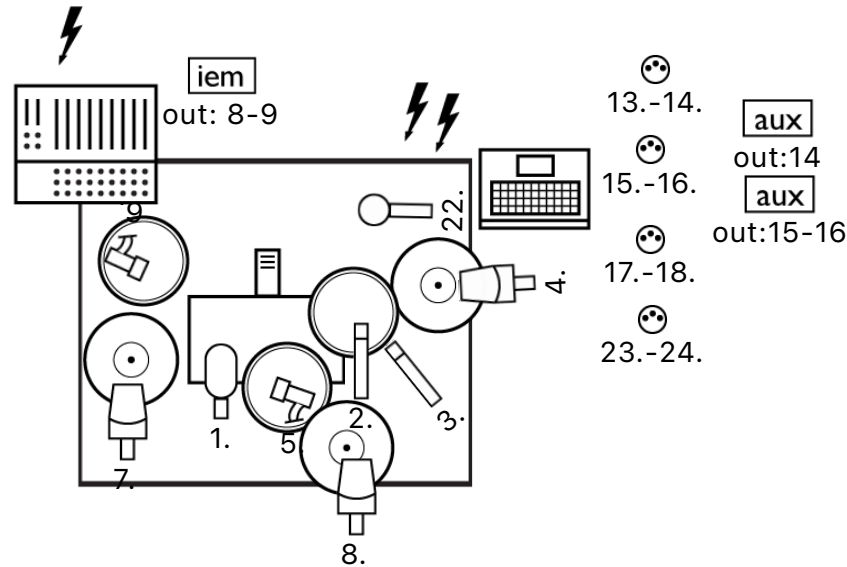 iem
out: 8-9
13.-14.
aux
out:14
15.-16.
aux
out:15-16
9
22.
17.-18.
4.
23.-24.
1.
5
2.
3.
7.
8.